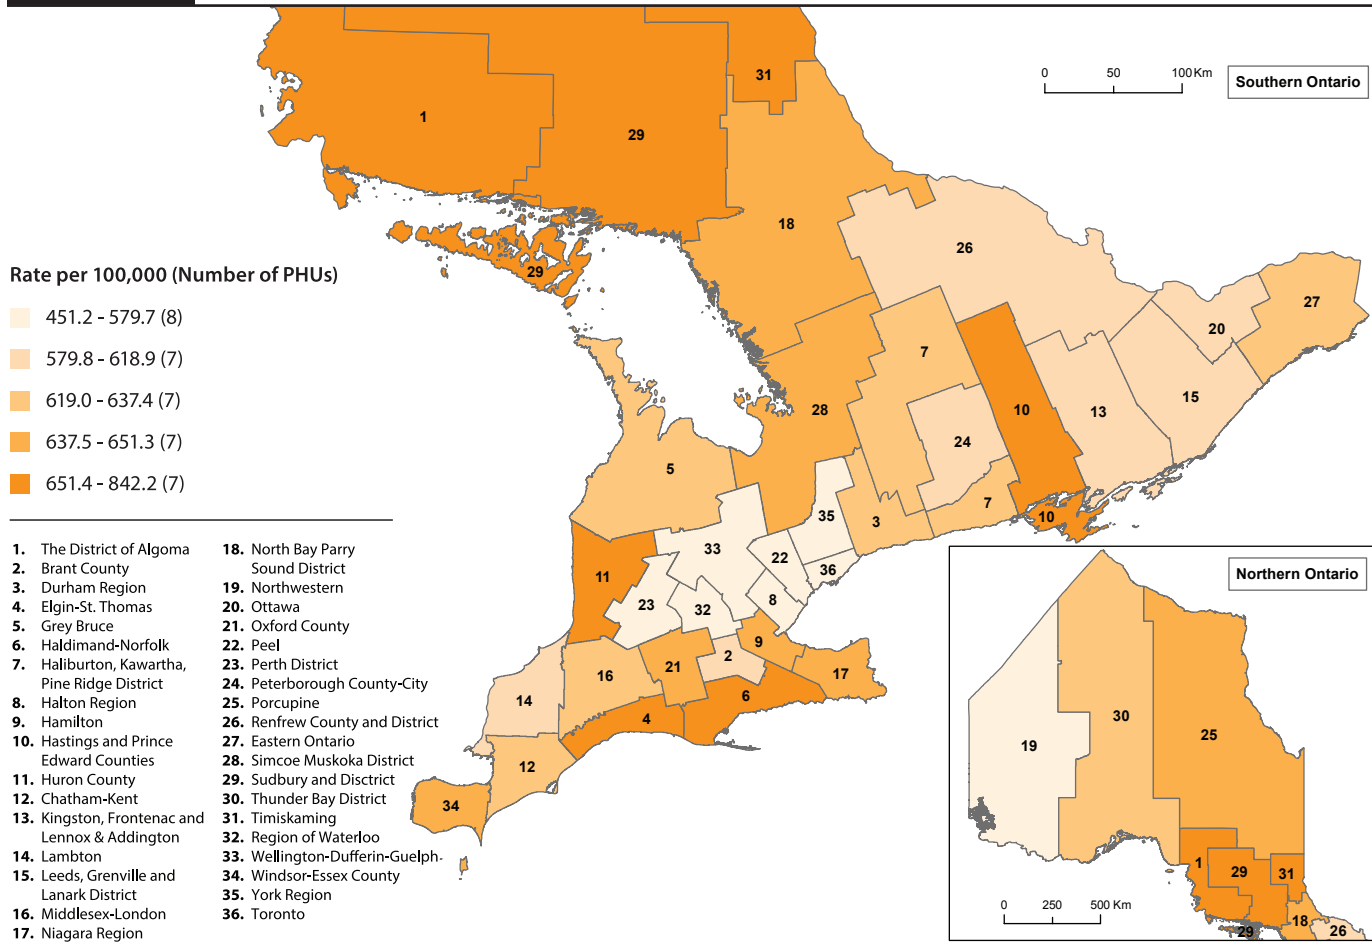 31
0 50 100 Km
Southern Ontario
1
29
18
26
29
27
20
7
15
10
13
28
24
5
7
10
35
3
33
22
36
11
8
23
32
9
2
21
17
16
6
14
4
12
34
Rate per 100,000 (Number of PHUs)
451.2 - 579.7 (8)
579.8 - 618.9 (7)
619.0 - 637.4 (7)
637.5 - 651.3 (7)
651.4 - 842.2 (7)
1. The District of Algoma
2. Brant County
3. Durham Region
4. Elgin-St. Thomas
5. Grey Bruce
6. Haldimand-Norfolk
7. Haliburton, Kawartha,
Pine Ridge District
8. Halton Region
9. Hamilton
10. Hastings and Prince
Edward Counties
11. Huron County
12. Chatham-Kent
13. Kingston, Frontenac and
Lennox & Addington
14. Lambton
15. Leeds, Grenville and
Lanark District
16. Middlesex-London
17. Niagara Region
18. North Bay Parry
Sound District
19. Northwestern
20. Ottawa
21. Oxford County
22. Peel
23. Perth District
24. Peterborough County-City
25. Porcupine
26. Renfrew County and District
27. Eastern Ontario
28. Simcoe Muskoka District
29. Sudbury and Disctrict
30. Thunder Bay District
31. Timiskaming
32. Region of Waterloo
33. Wellington-Dufferin-Guelph
34. Windsor-Essex County
35. York Region
36. Toronto
Northern Ontario
30
25
19
1
29
31
0 250 500 Km
18
29
26